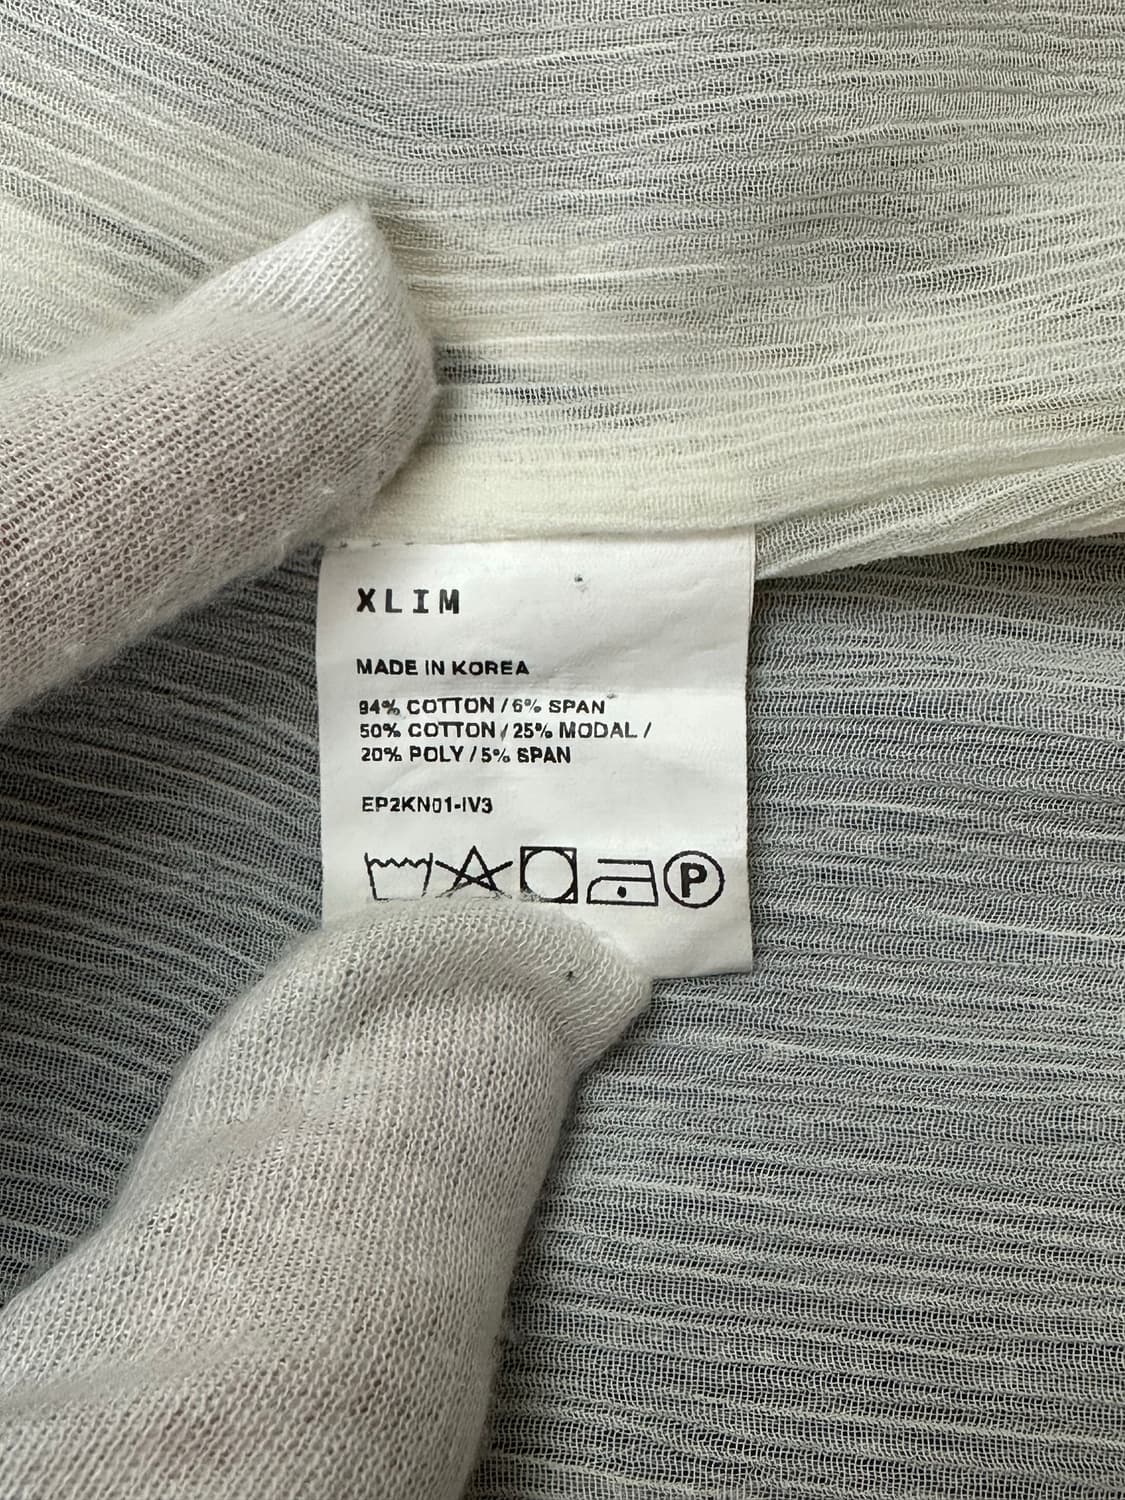 XLIM
MADE IN KOREA
94% COTTON / 6% SPAN
50% COTTON / 25% MODAL /
20% POLY / 5% SPAN
EP2KN01-IV3
P